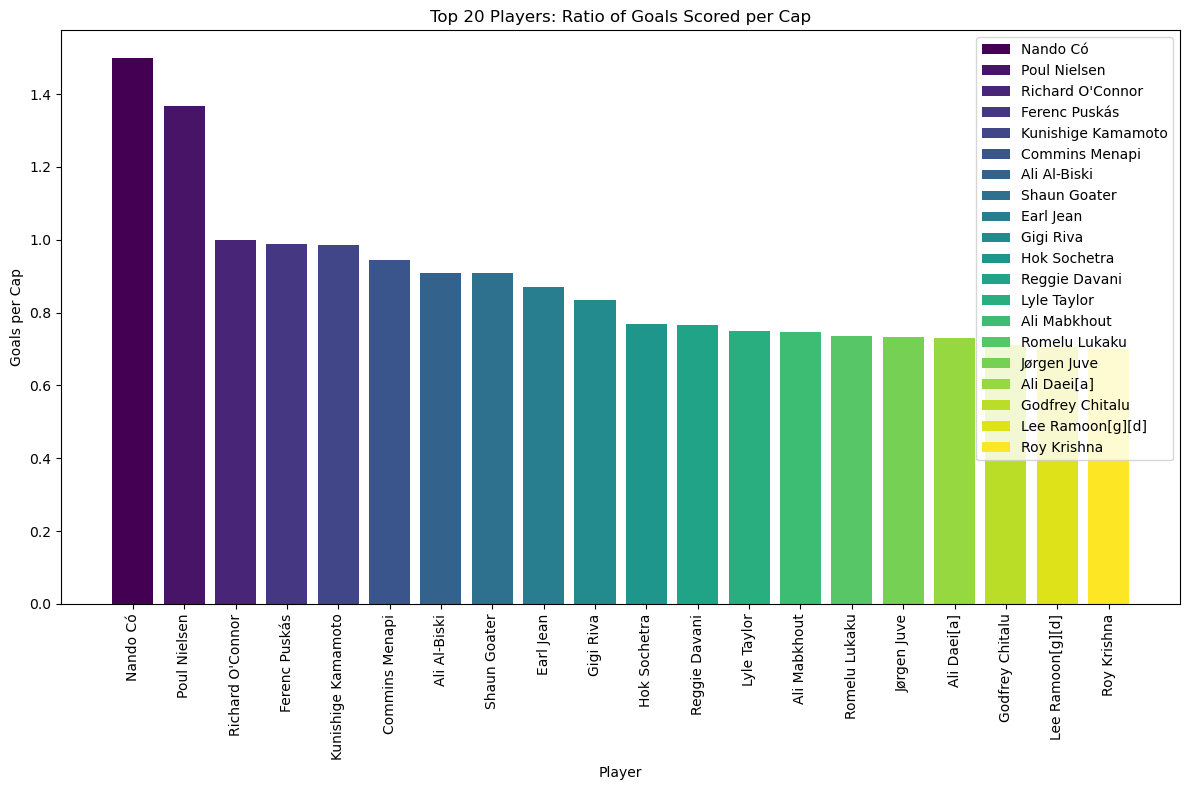 Top 20 Players: Ratio of Goals Scored per Cap
Goals per Cap
1.4
1.2
1.0
0.8
0.6
0.4
0.2
0.0
Nando Có
Poul Nielsen
Richard O'Connor
Ferenc Puskás
Kunishige Kamamoto
Commins Menapi
Ali Al-Biski
Shaun Goater
Earl Jean
Gigi Riva
Hok Sochetra
Reggie Davani
Lyle Taylor
Ali Mabkhout
Romelu Lukaku
Jørgen Juve
Ali Daei[a]
Godfrey Chitalu
Lee Ramoon[g][d]
Roy Krishna
Nando Có
Poul Nielsen
Richard O'Connor
Ferenc Puskás
Kunishige Kamamoto
Commins Menapi
Ali Al-Biski
Shaun Goater
Earl Jean
Gigi Riva
Hok Sochetra
Reggie Davani
Lyle Taylor
Ali Mabkhout
Romelu Lukaku
Jørgen Juve
Ali Daei[a]
Godfrey Chitalu
Lee Ramoon[g][d]
Roy Krishna
Player